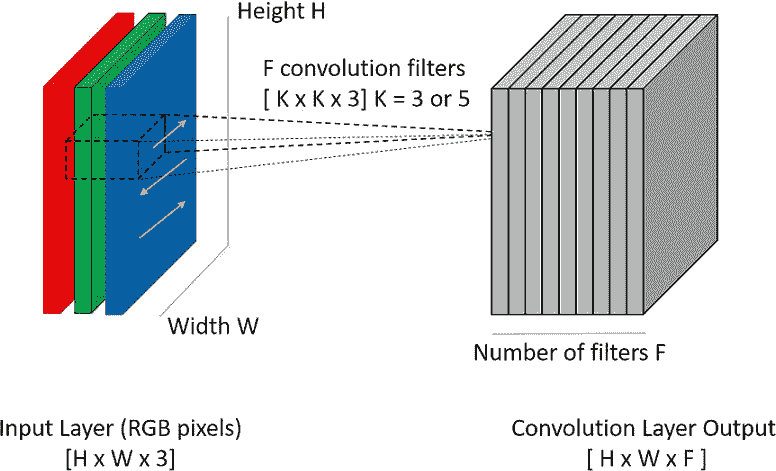 Height H
F convolution filters
[ K x K x 3] K = 3 or 5
Width W
Number of filters F
Input Layer (RGB pixels)
[H x W x 3]
Convolution Layer Output
[ H x W x F ]